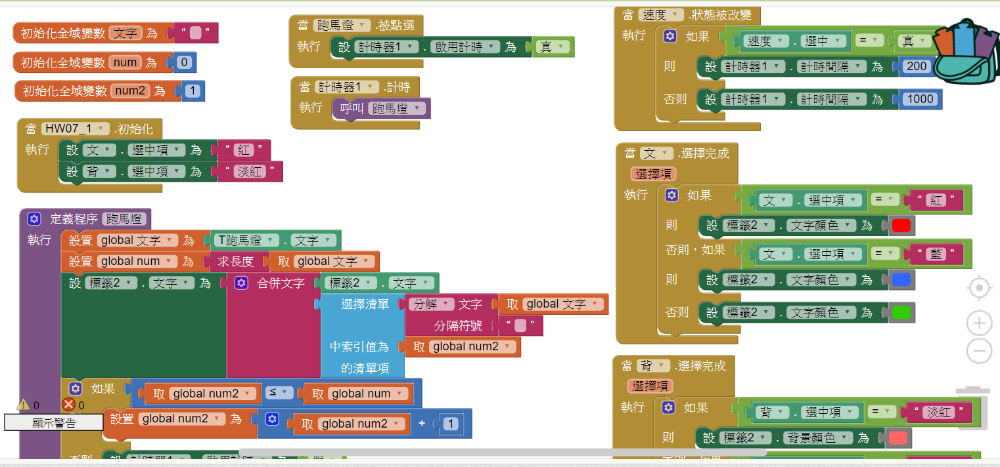 初始化全域變數 文字 為 “ ”
初始化全域變數 num 為 0
初始化全域變數 num2 為 1
當 HW07_1 .初始化
執行 設 文 . 選中項 為 “ 紅 ”
設 背 . 選中項 為 “ 淡紅 ”
定義程序 跑馬燈
執行 設置 global 文字 為 T跑馬燈 . 文字
設置 global num 為 求長度 取 global 文字
設 標籤2 . 文字 為 合併文字 標籤2 . 文字
選擇清單 分解 文字 取 global 文字
分隔符號 “ ”
中索引值為 取 global num2
的清單項
如果 取 global num2 ≤ 取 global num
0 0
顯示警告
設置 global num2 為 取 global num2 + 1
否則 設 計時器1 . 啟用計時 為 假
當 跑馬燈 .被點選
執行 設 計時器1 . 啟用計時 為 真
當 計時器1 .計時
執行 呼叫 跑馬燈
當 速度 .狀態被改變
執行 如果 速度 . 選中 = 真
則 設 計時器1 . 計時間隔 為 200
否則 設 計時器1 . 計時間隔 為 1000
當 文 .選擇完成
選擇項
執行 如果 文 . 選中項 = “ 紅 ”
則 設 標籤2 . 文字顏色 為
否則，如果 文 . 選中項 = “ 藍 ”
則 設 標籤2 . 文字顏色 為
否則 設 標籤2 . 文字顏色 為
當 背 .選擇完成
選擇項
執行 如果 背 . 選中項 = “ 淡紅 ”
則 設 標籤2 . 背景顏色 為